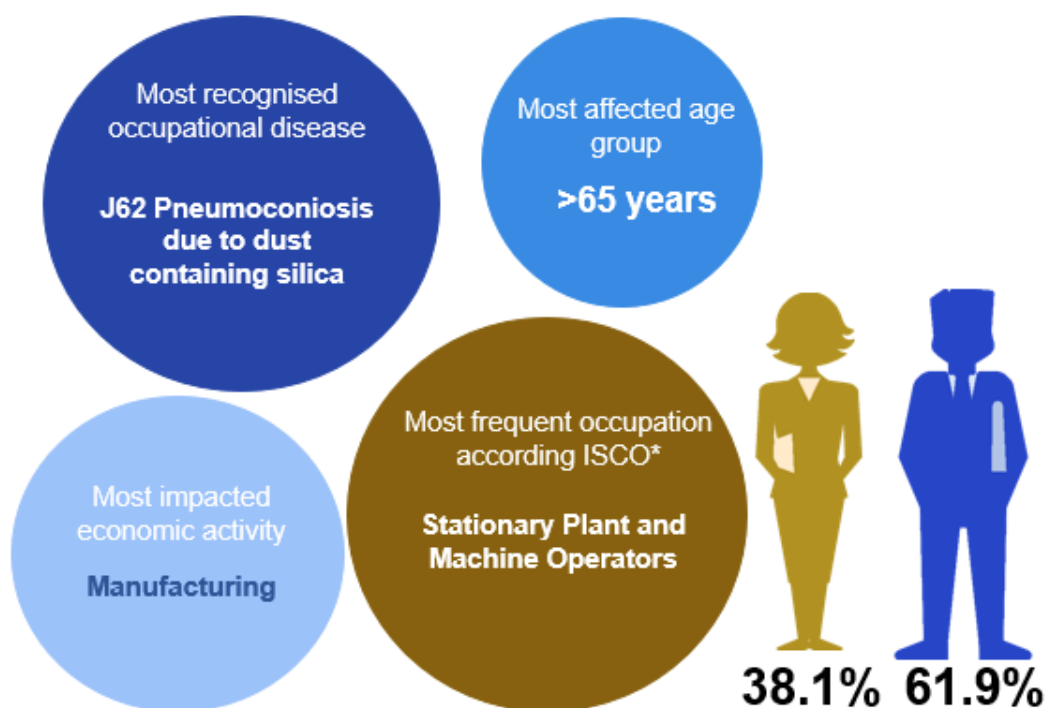 Most recognised
occupational disease
J62 Pneumoconiosis
due to dust
containing silica
Most affected age
group
>65 years
Most impacted
economic activity
Manufacturing
Most frequent occupation
according ISCO*
Stationary Plant and
Machine Operators
38.1% 61.9%